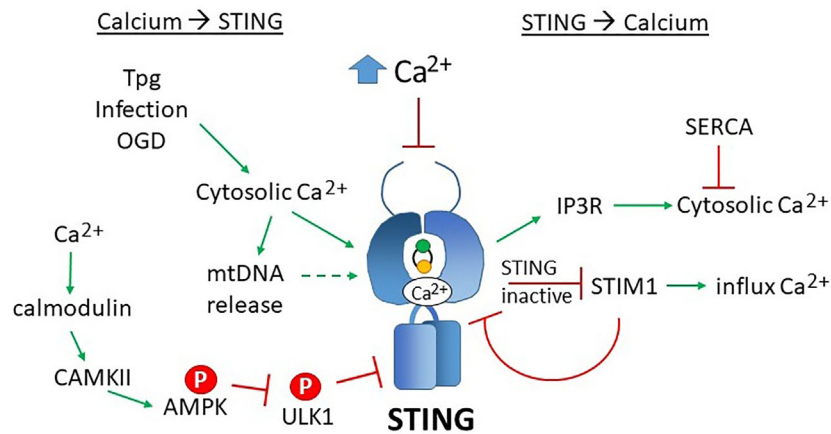 Calcium → STING
STING → Calcium
Ca²⁺
Tpg
Infection
OGD
SERCA
Cytosolic Ca²⁺
IP3R
Cytosolic Ca²⁺
Ca²⁺
mtDNA
release
Ca²⁺
STING
inactive
STIM1
influx Ca²⁺
calmodulin
CAMKII
P
AMPK
P
ULK1
STING